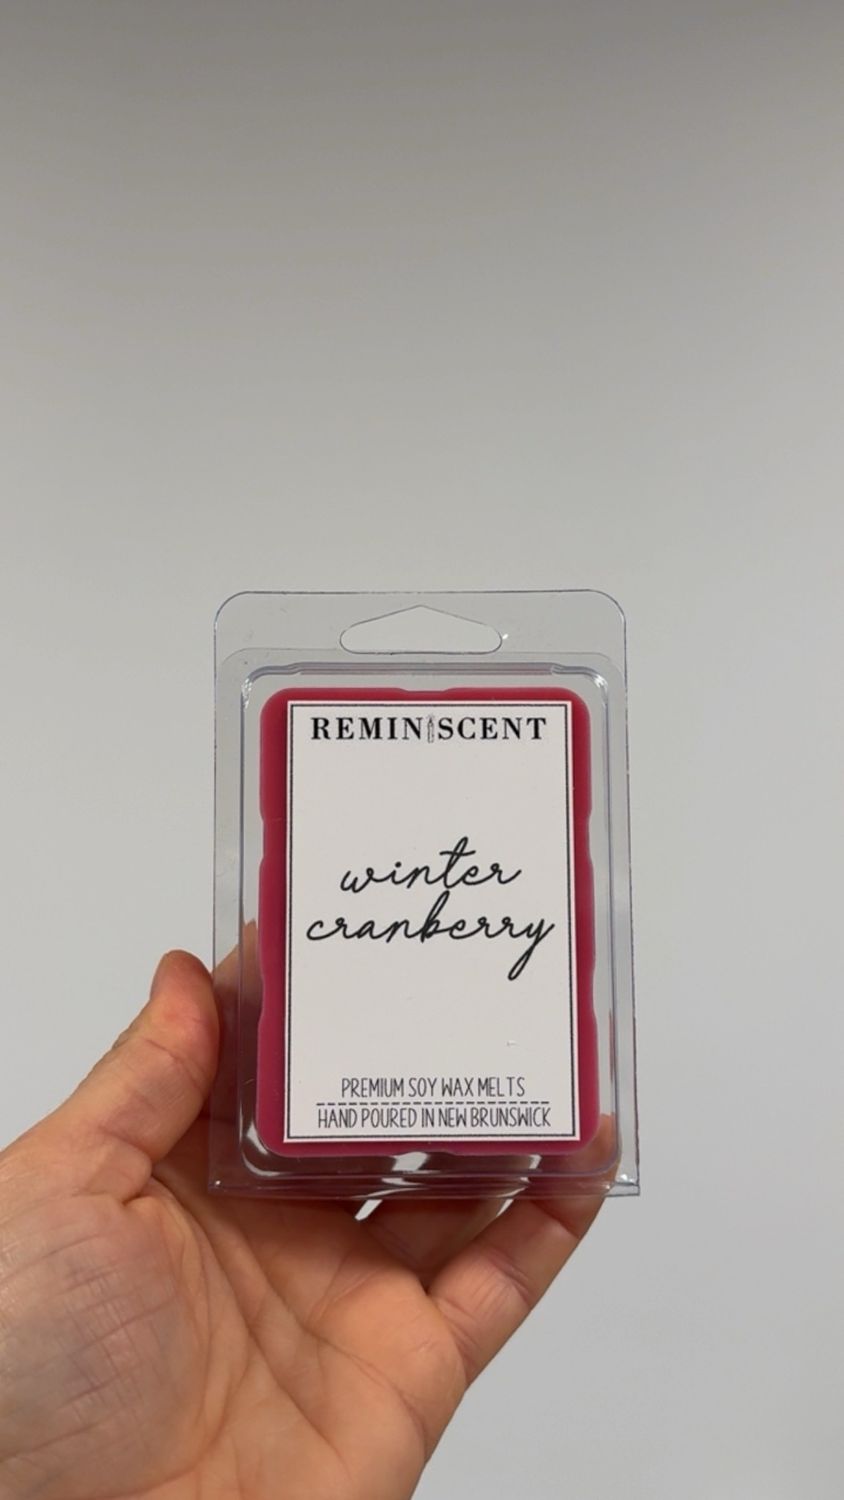 REMINISCENT
winter
cranberry
PREMIUM SOY WAX MELTS
HAND POURED IN NEW BRUNSWICK